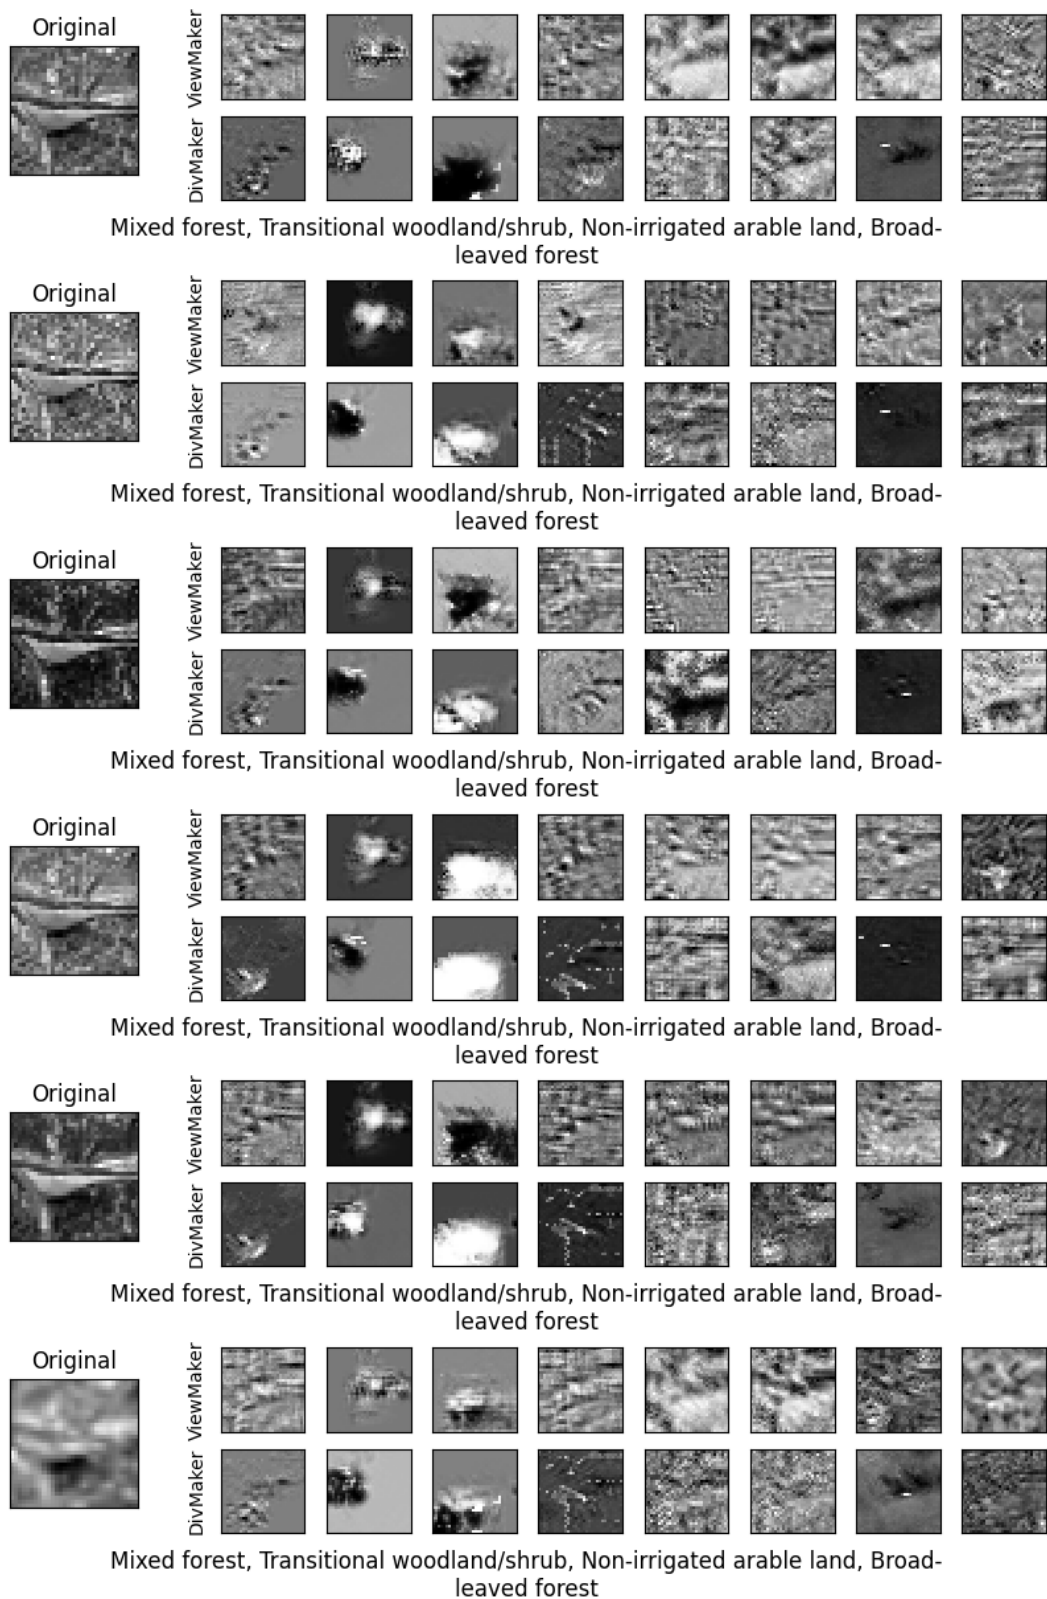 Original
ViewMaker
DivMaker
Mixed forest, Transitional woodland/shrub, Non-irrigated arable land, Broad-
leaved forest
Original
ViewMaker
DivMaker
Mixed forest, Transitional woodland/shrub, Non-irrigated arable land, Broad-
leaved forest
Original
ViewMaker
DivMaker
Mixed forest, Transitional woodland/shrub, Non-irrigated arable land, Broad-
leaved forest
Original
ViewMaker
DivMaker
Mixed forest, Transitional woodland/shrub, Non-irrigated arable land, Broad-
leaved forest
Original
ViewMaker
DivMaker
Mixed forest, Transitional woodland/shrub, Non-irrigated arable land, Broad-
leaved forest
Original
ViewMaker
DivMaker
Mixed forest, Transitional woodland/shrub, Non-irrigated arable land, Broad-
leaved forest